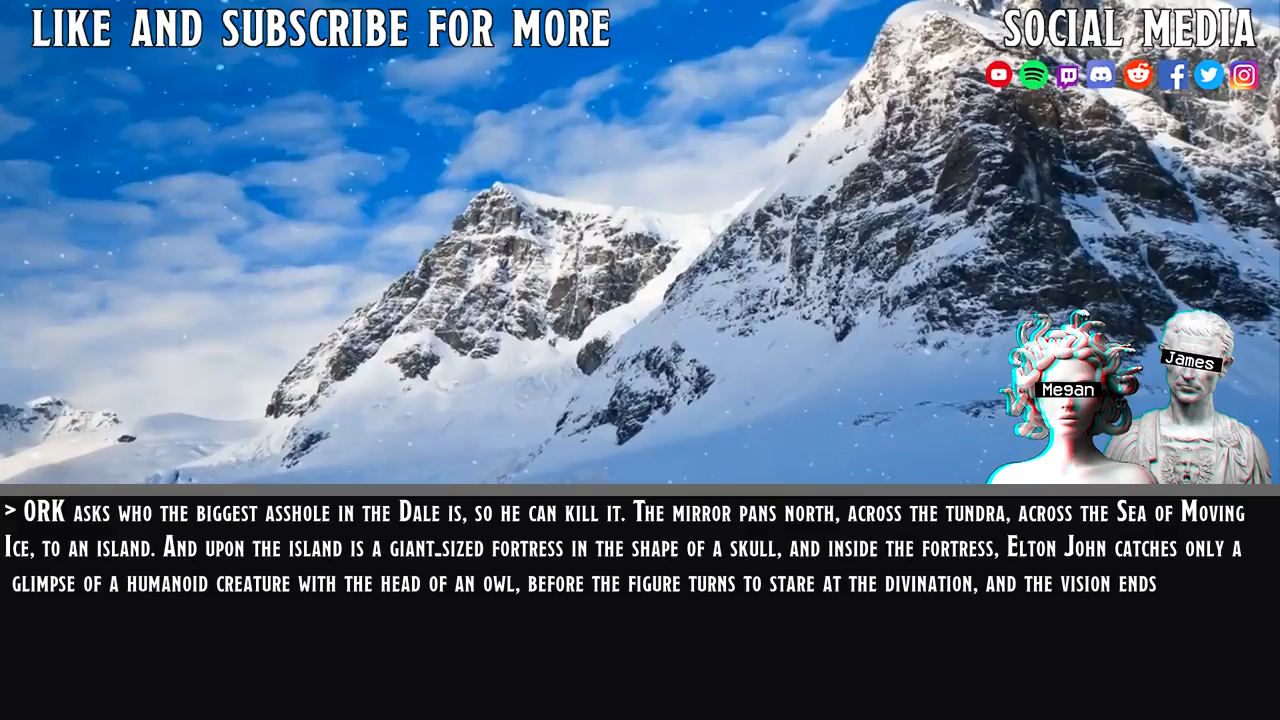 LIKE AND SUBSCRIBE FOR MORE
SOCIAL MEDIA
James
Megan
> ORK asks who the biggest asshole in the Dale is, so he can kill it. The mirror pans north, across the tundra, across the Sea of Moving
Ice, to an island. And upon the island is a giant-sized fortress in the shape of a skull, and inside the fortress, Elton John catches only a
glimpse of a humanoid creature with the head of an owl, before the figure turns to stare at the divination, and the vision ends